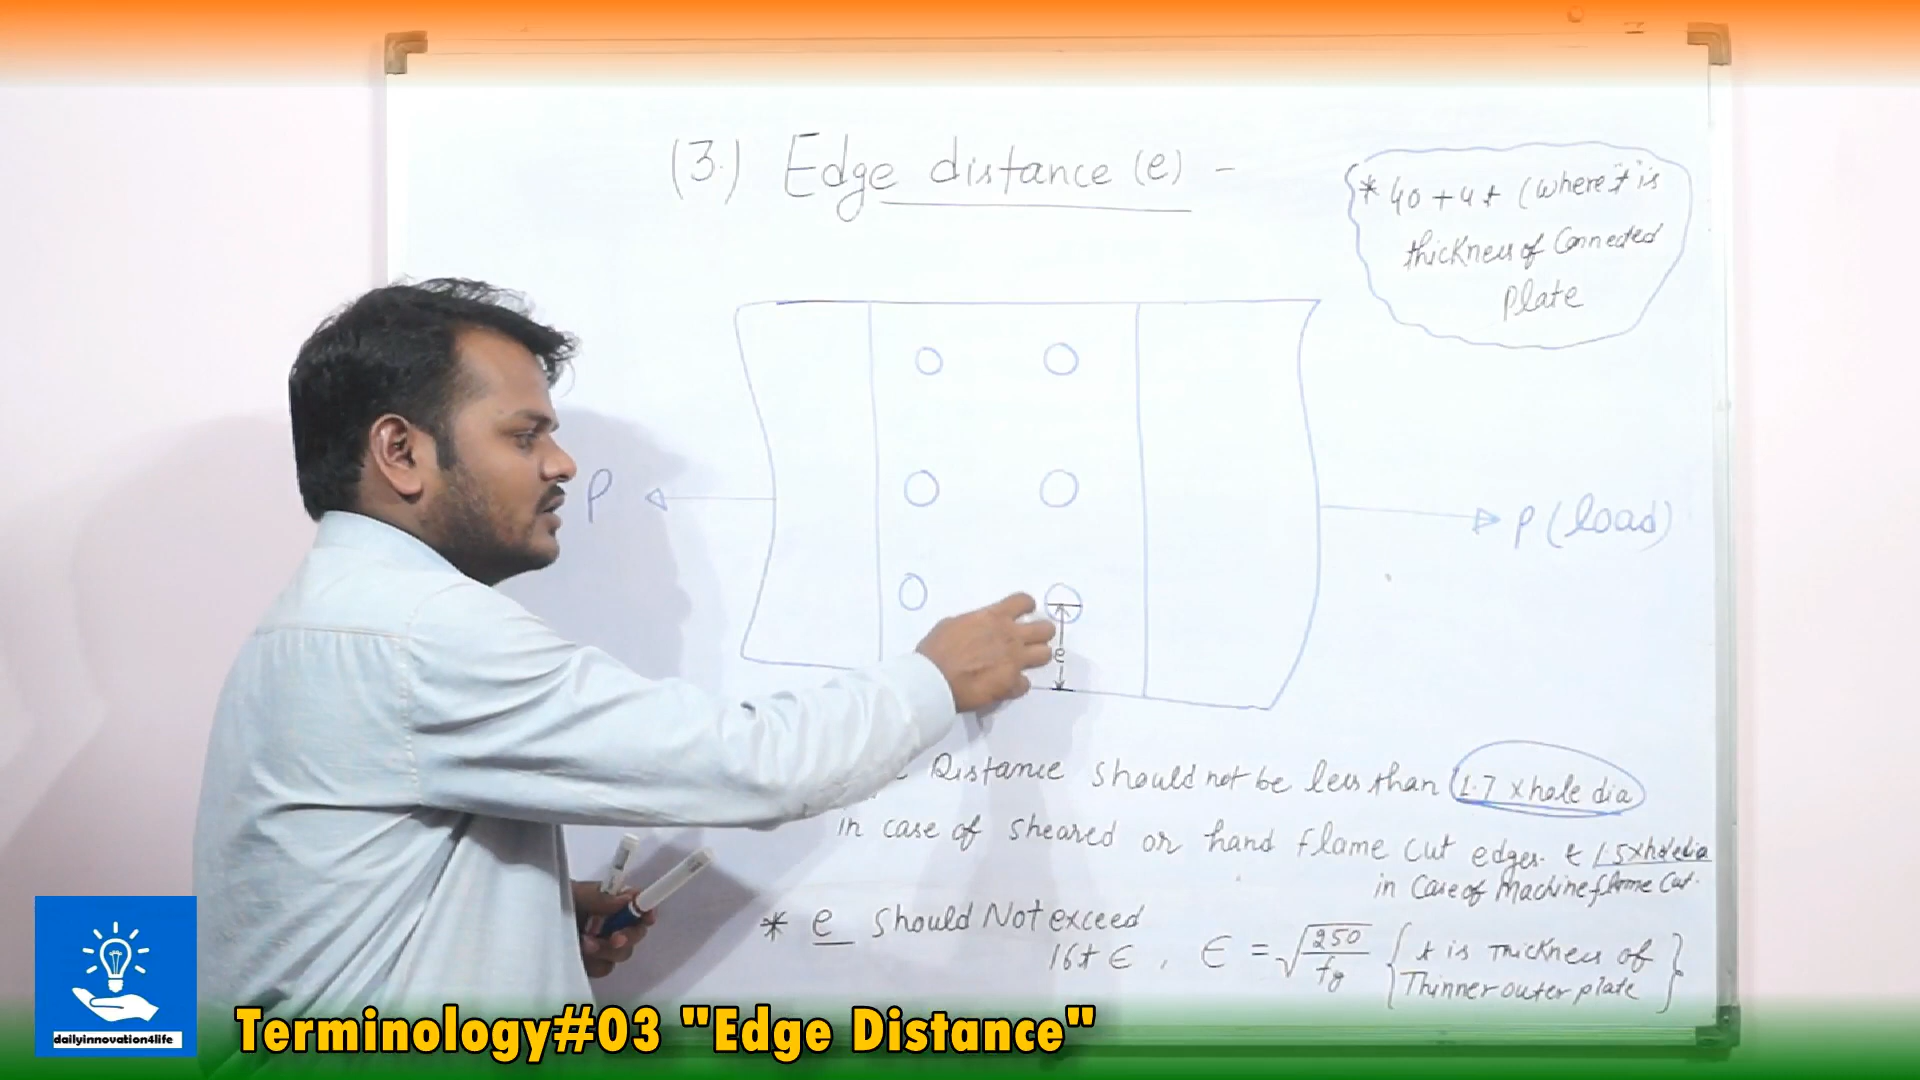 (3.) Edge distance (e) -
* 40 + 4t (where "t" is
thickness of Connected
plate
P
P (load)
e
Distance should not be less than 1.7 x hole dia
in case of sheared or hand flame cut edges. & 1.5 x hole dia
in case of Machine flame cut.
* e should Not exceed
16t ∈ , ∈ = √250/fy { t is Thickness of
Thinner outer plate }
dailyinnovation4life
Terminology#03 "Edge Distance"